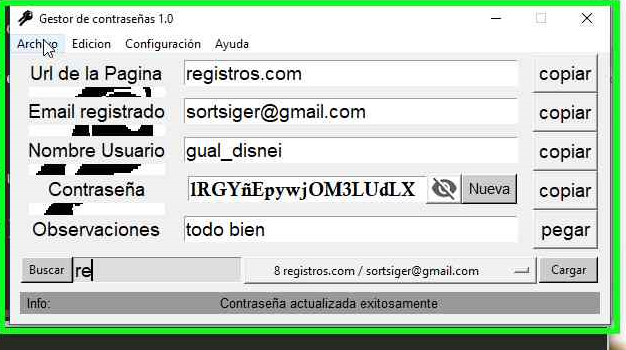 Gestor de contraseñas 1.0
Archivo Edicion Configuración Ayuda
Url de la Pagina registros.com copiar
Email registrado sortsiger@gmail.com copiar
Nombre Usuario gual_disnei copiar
Contraseña lRGYñEpywjOM3LUdLX Nueva copiar
Observaciones todo bien pegar
Buscar re 8 registros.com / sortsiger@gmail.com Cargar
Info: Contraseña actualizada exitosamente